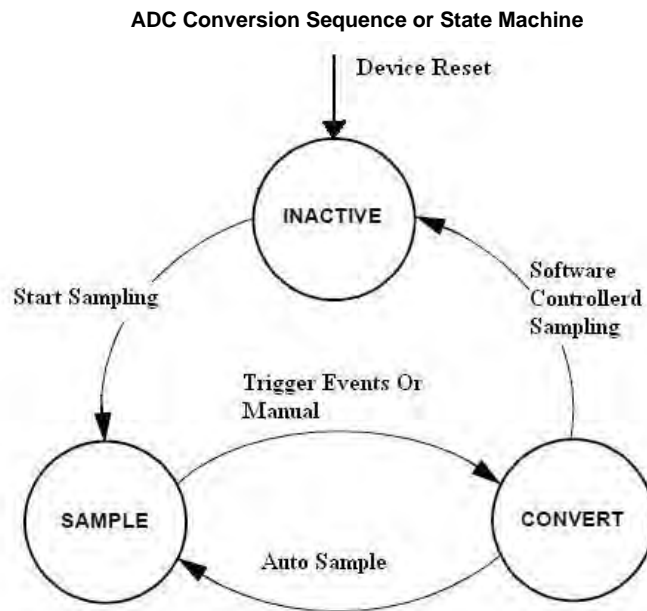 ADC Conversion Sequence or State Machine
Device Reset
INACTIVE
Start Sampling
Software
Controllerd
Sampling
Trigger Events Or
Manual
SAMPLE
CONVERT
Auto Sample